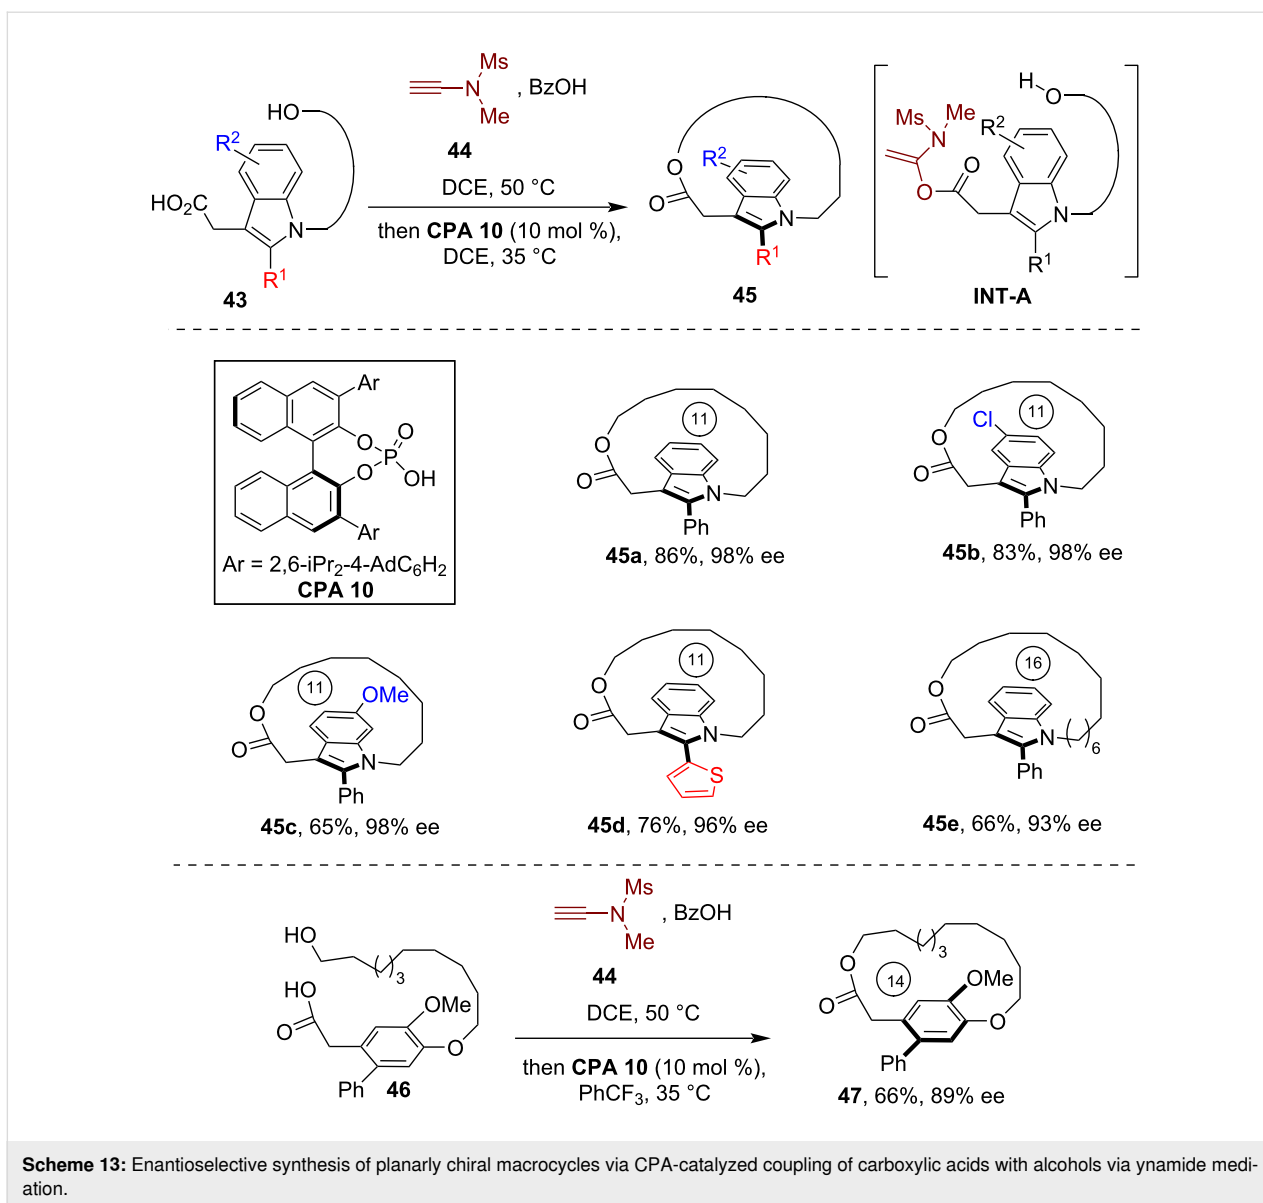 Ms
N
, BzOH
Me
44
DCE, 50 °C
then CPA 10 (10 mol %),
DCE, 35 °C
HO
R²
HO₂C
N
R¹
43
O
O
R²
N
R¹
45
H
O
Ms
Me
N
R²
O
O
N
R¹
INT-A
Ar
O
O
P
O
OH
Ar
Ar = 2,6-iPr₂-4-AdC₆H₂
CPA 10
11
O
O
N
Ph
45a, 86%, 98% ee
11
Cl
O
O
N
Ph
45b, 83%, 98% ee
11
OMe
O
O
N
Ph
45c, 65%, 98% ee
11
O
O
N
S
45d, 76%, 96% ee
16
O
O
N
( )₆
Ph
45e, 66%, 93% ee
HO
( )₃
HO
O
OMe
O
Ph
46
Ms
N
, BzOH
Me
44
DCE, 50 °C
then CPA 10 (10 mol %),
PhCF₃, 35 °C
( )₃
O
14
O
OMe
O
Ph
47, 66%, 89% ee
Scheme 13: Enantioselective synthesis of planarly chiral macrocycles via CPA-catalyzed coupling of carboxylic acids with alcohols via ynamide medi-
ation.